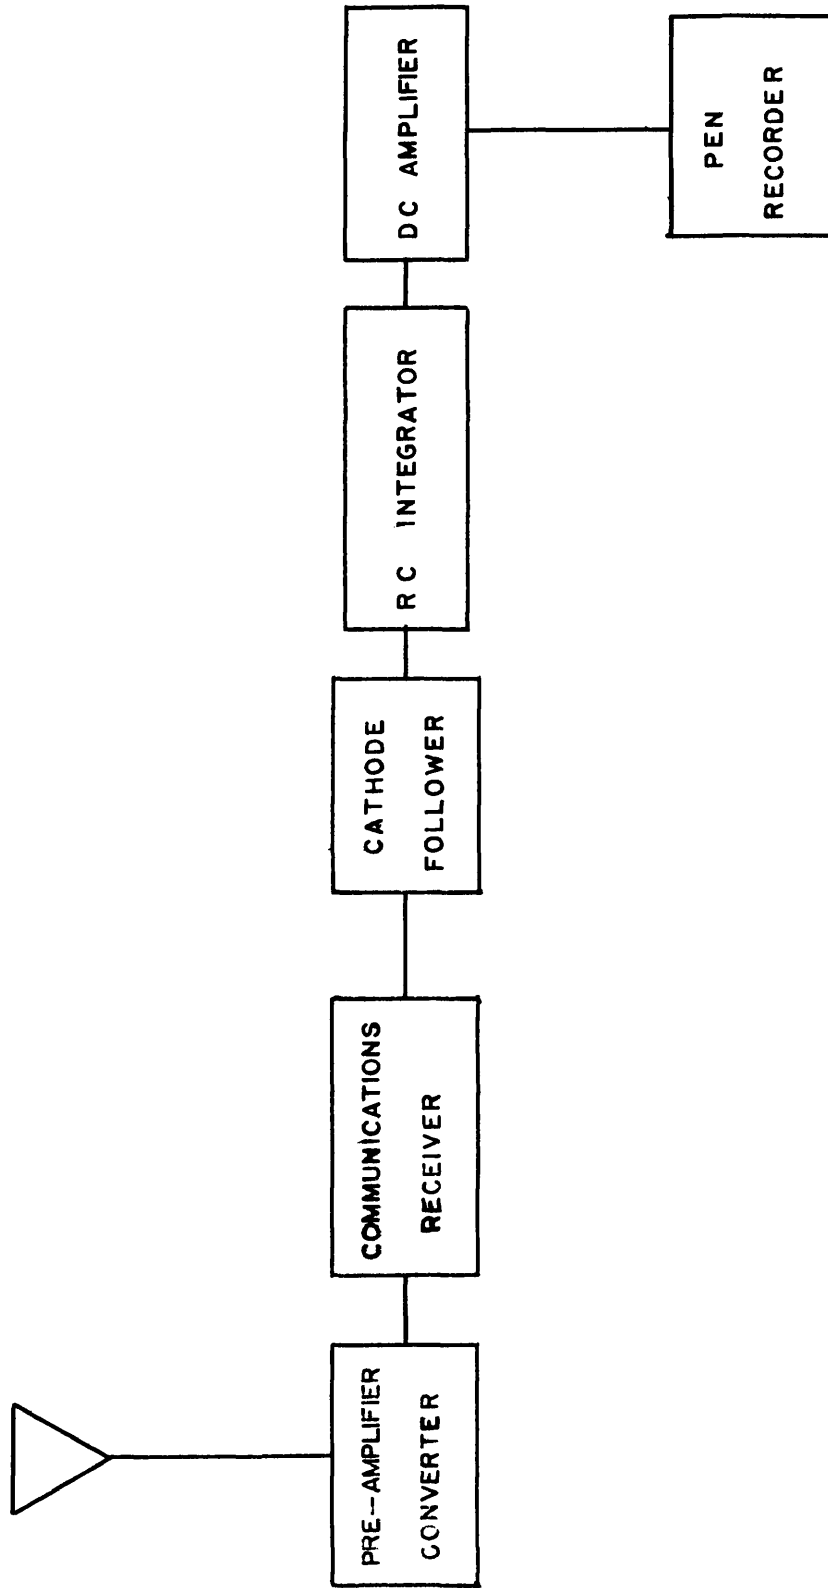 PRE-AMPLIFIER
CONVERTER
COMMUNICATIONS
RECEIVER
CATHODE
FOLLOWER
RC INTEGRATOR
DC AMPLIFIER
PEN
RECORDER